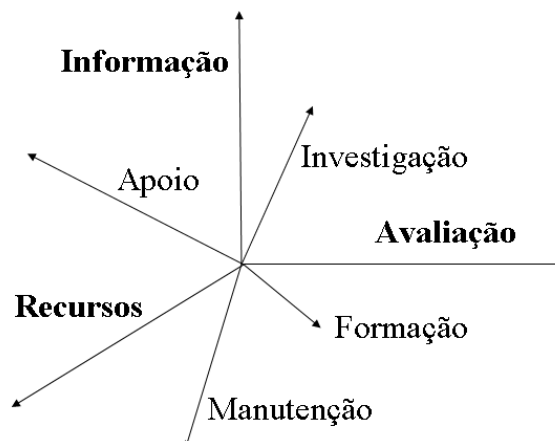 Informação
Investigação
Apoio
Avaliação
Recursos
Formação
Manutenção